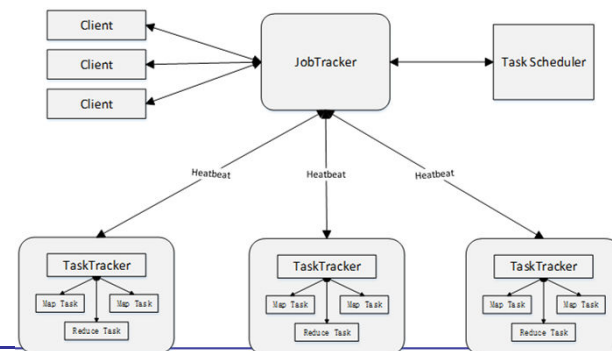 Client
Client
Client
JobTracker
Task Scheduler
Heatbeat
Heatbeat
Heatbeat
TaskTracker
Map Task
Map Task
Reduce Task
TaskTracker
Map Task
Map Task
Reduce Task
TaskTracker
Map Task
Map Task
Reduce Task